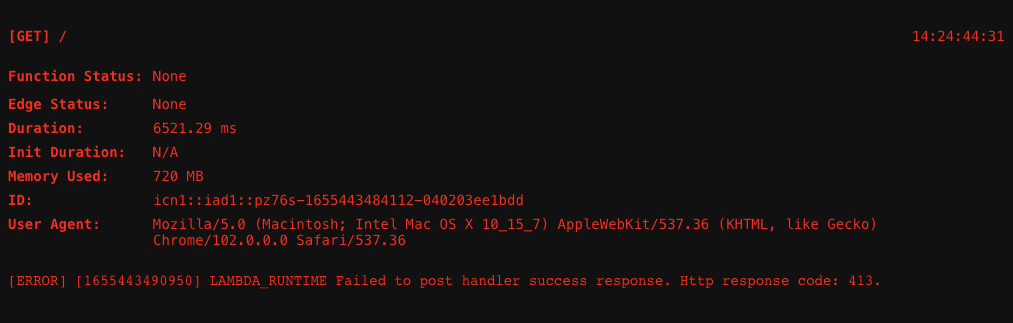 [GET] / 14:24:44:31
Function Status: None
Edge Status: None
Duration: 6521.29 ms
Init Duration: N/A
Memory Used: 720 MB
ID: icn1::iad1::pz76s-1655443484112-040203ee1bdd
User Agent: Mozilla/5.0 (Macintosh; Intel Mac OS X 10_15_7) AppleWebKit/537.36 (KHTML, like Gecko)
Chrome/102.0.0.0 Safari/537.36
[ERROR] [1655443490950] LAMBDA_RUNTIME Failed to post handler success response. Http response code: 413.